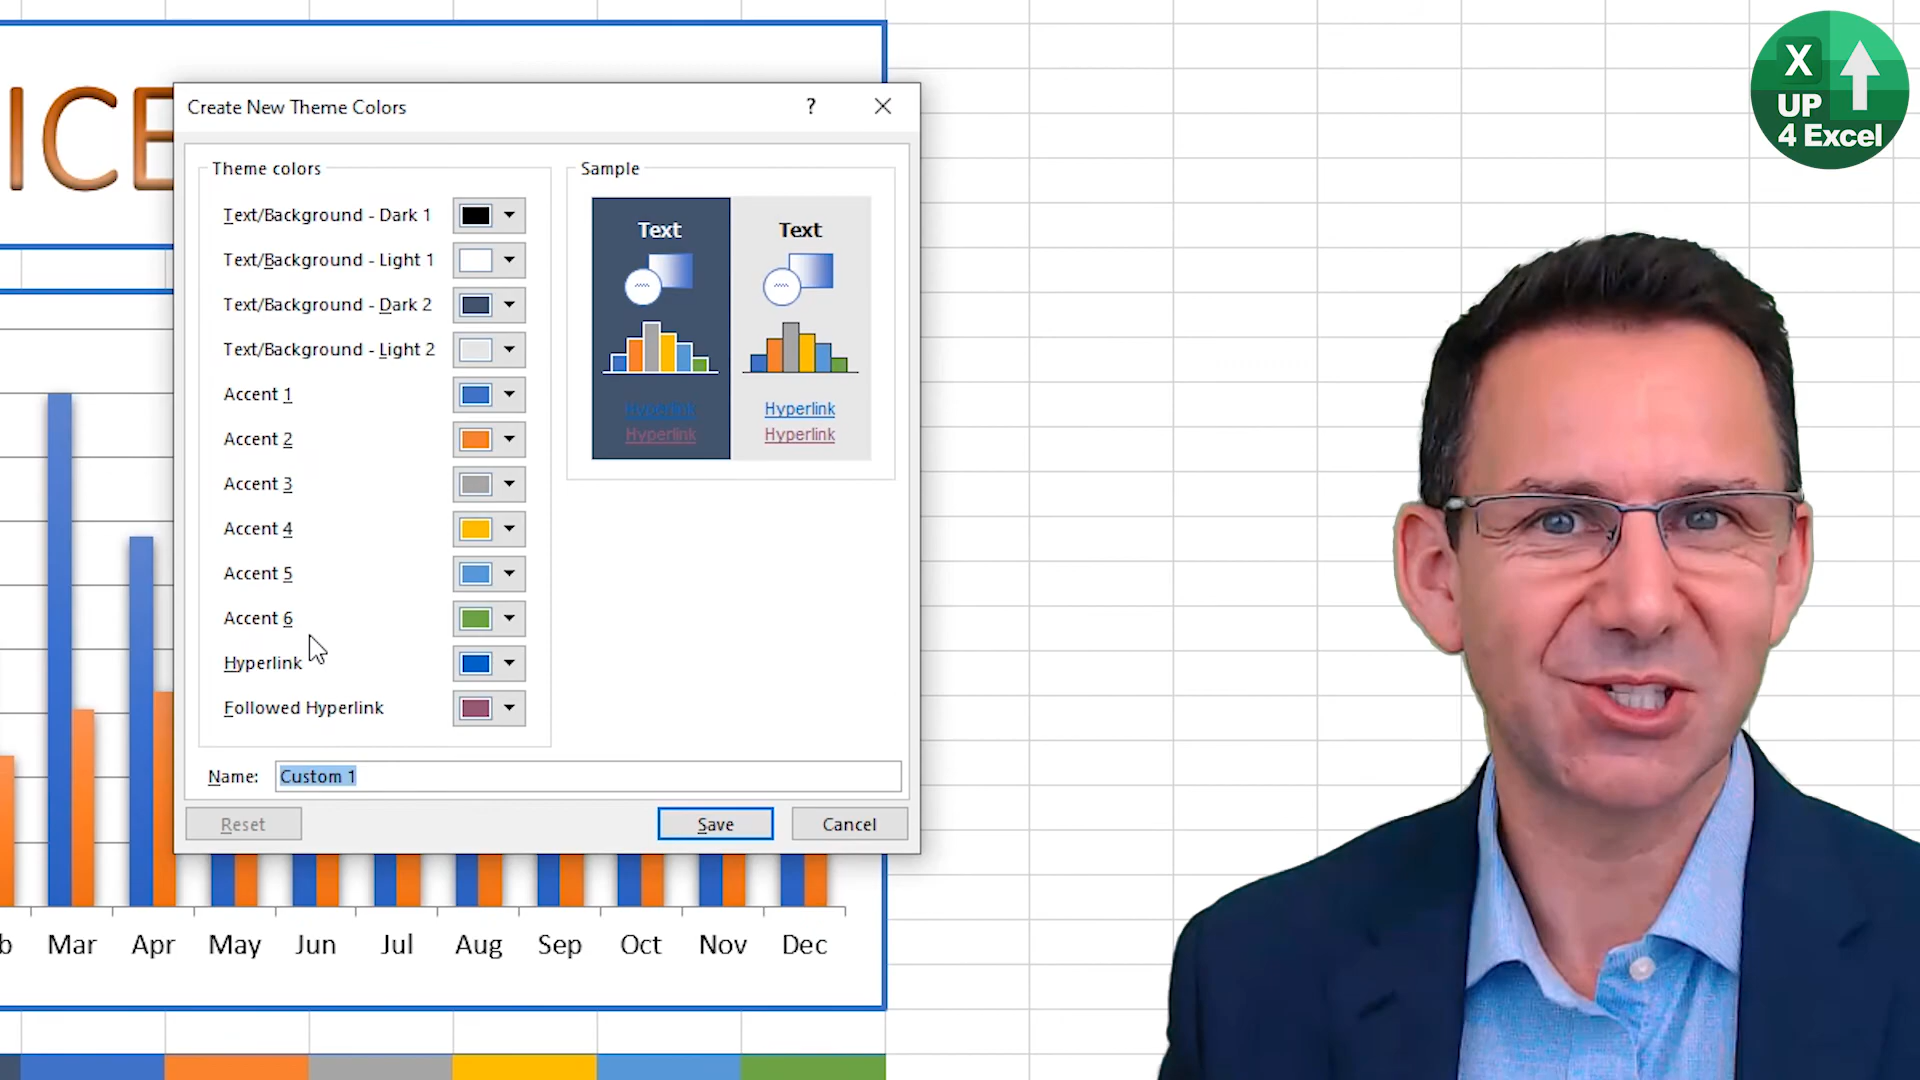 X
UP
4 Excel
ICE
Create New Theme Colors ?
Theme colors
Text/Background - Dark 1
Text/Background - Light 1
Text/Background - Dark 2
Text/Background - Light 2
Accent 1
Accent 2
Accent 3
Accent 4
Accent 5
Accent 6
Hyperlink
Followed Hyperlink
Sample
Text Text
Hyperlink Hyperlink
Hyperlink Hyperlink
Name: Custom 1
Reset Save Cancel
b Mar Apr May Jun Jul Aug Sep Oct Nov Dec